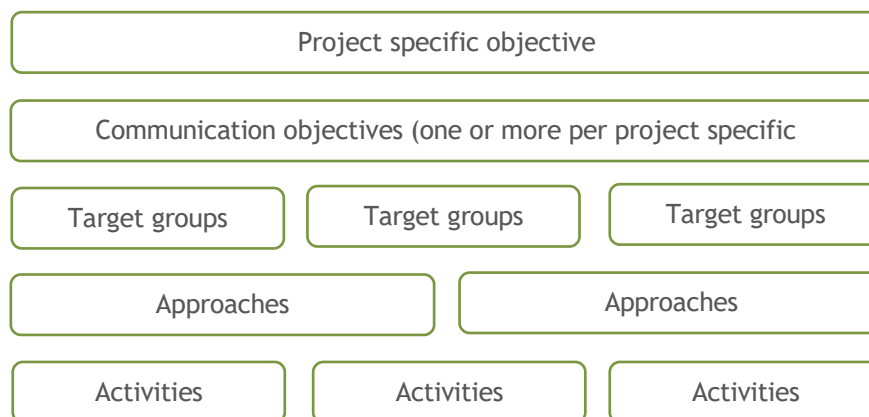 Project specific objective
Communication objectives (one or more per project specific
Target groups
Target groups
Target groups
Approaches
Approaches
Activities
Activities
Activities